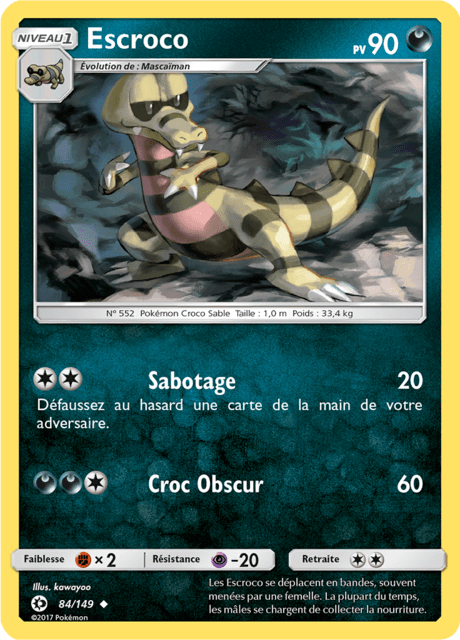 NIVEAU 1
Escroco
PV 90
Évolution de : Mascaïman
N° 552 Pokémon Croco Sable Taille : 1,0 m Poids : 33,4 kg
Sabotage 20
Défaussez au hasard une carte de la main de votre
adversaire.
Croc Obscur 60
Faiblesse × 2 Résistance -20 Retraite
Illus. kawayoo
84/149
©2017 Pokémon
Les Escroco se déplacent en bandes, souvent
menées par une femelle. La plupart du temps,
les mâles se chargent de collecter la nourriture.